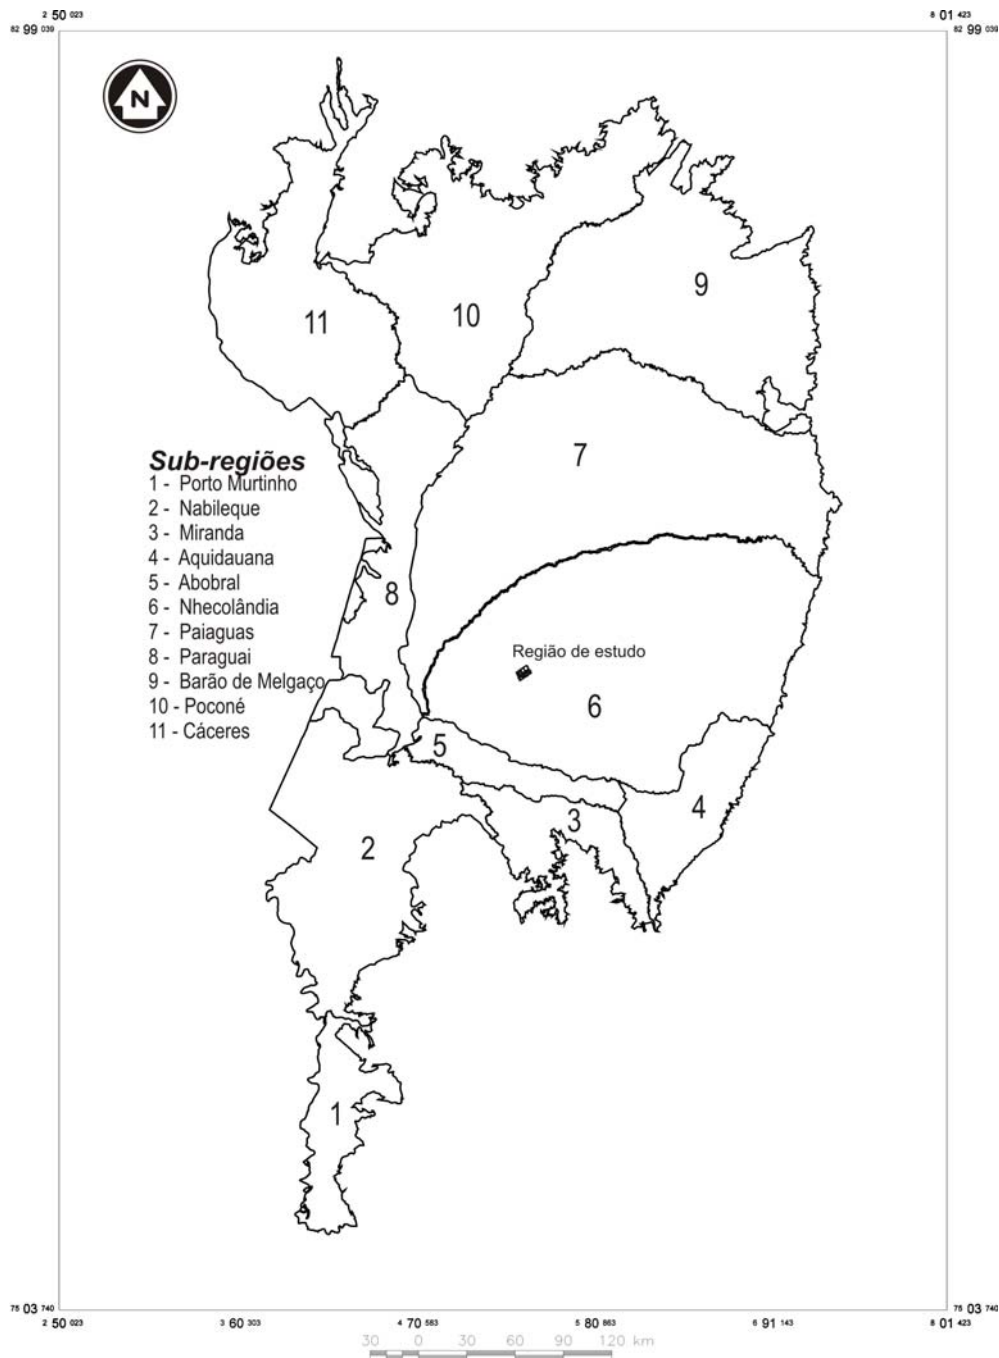 2 50 023
8 01 423
82 99 039
82 99 039
N
9
11
10
7
Sub-regiões
1 - Porto Murtinho
2 - Nabileque
3 - Miranda
4 - Aquidauana
5 - Abobral
6 - Nhecolândia
7 - Paiaguas
8 - Paraguai
9 - Barão de Melgaço
10 - Poconé
11 - Cáceres
8
Região de estudo
6
5
4
3
2
1
75 03 740
75 03 740
2 50 023
3 60 303
4 70 583
5 80 863
6 91 143
8 01 423
30 0 30 60 90 120 km